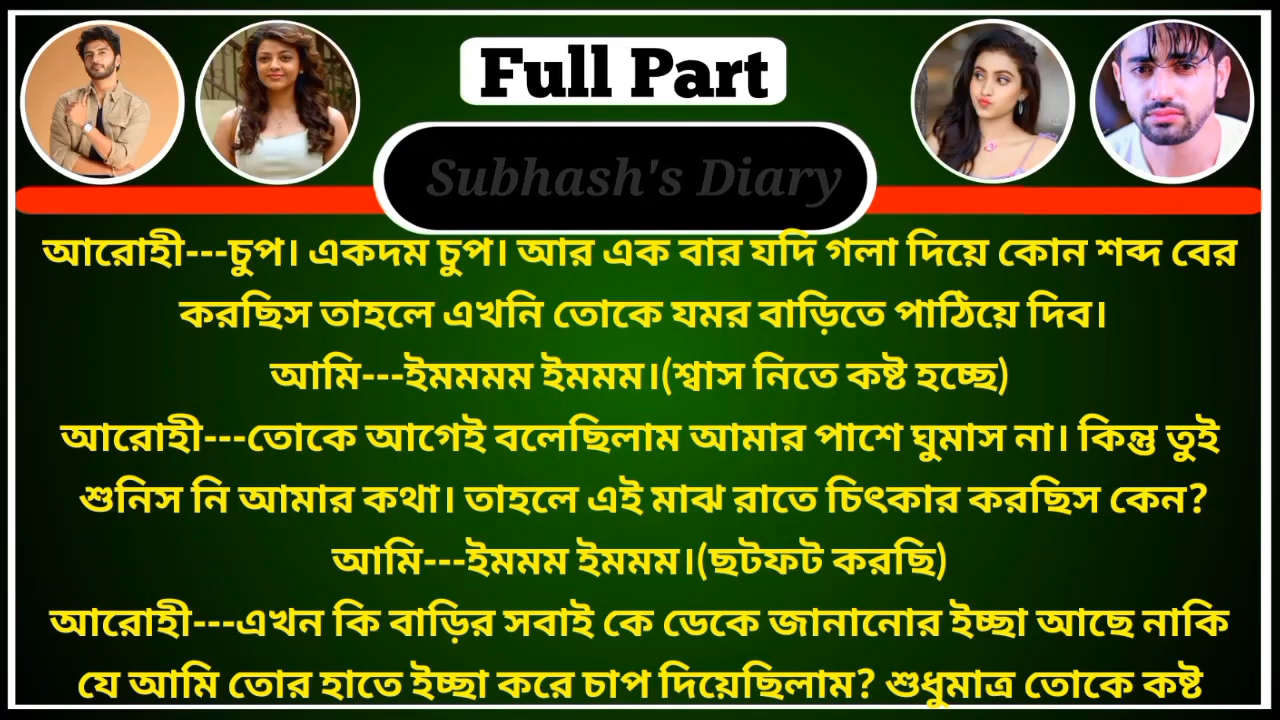 Full Part
Subhash's Diary
আরোহী---চুপ। একদম চুপ। আর এক বার যদি গলা দিয়ে কোন শব্দ বের
করছিস তাহলে এখনি তোকে যমর বাড়িতে পাঠিয়ে দিব।
আমি---ইমমমম ইমমম।(শ্বাস নিতে কষ্ট হচ্ছে)
আরোহী---তোকে আগেই বলেছিলাম আমার পাশে ঘুমাস না। কিন্তু তুই
শুনিস নি আমার কথা। তাহলে এই মাঝ রাতে চিৎকার করছিস কেন?
আমি---ইমমম ইমমম।(ছটফট করছি)
আরোহী---এখন কি বাড়ির সবাই কে ডেকে জানানোর ইচ্ছা আছে নাকি
যে আমি তোর হাতে ইচ্ছা করে চাপ দিয়েছিলাম? শুধুমাত্র তোকে কষ্ট